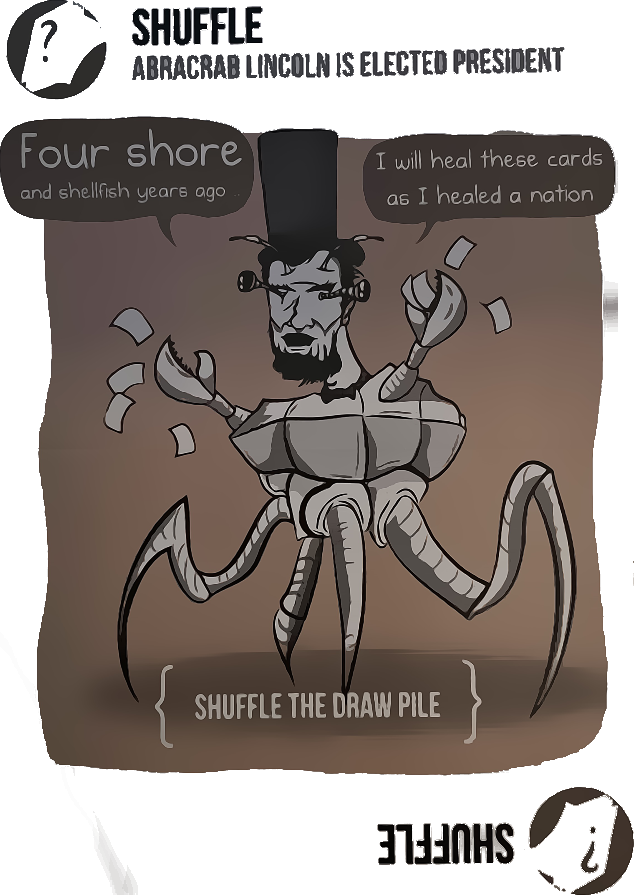 ?
SHUFFLE
ABRACRAB LINCOLN IS ELECTED PRESIDENT
Four shore
and shellfish years ago ..
I will heal these cards
as I healed a nation
{ SHUFFLE THE DRAW PILE }
SHUFFLE
?